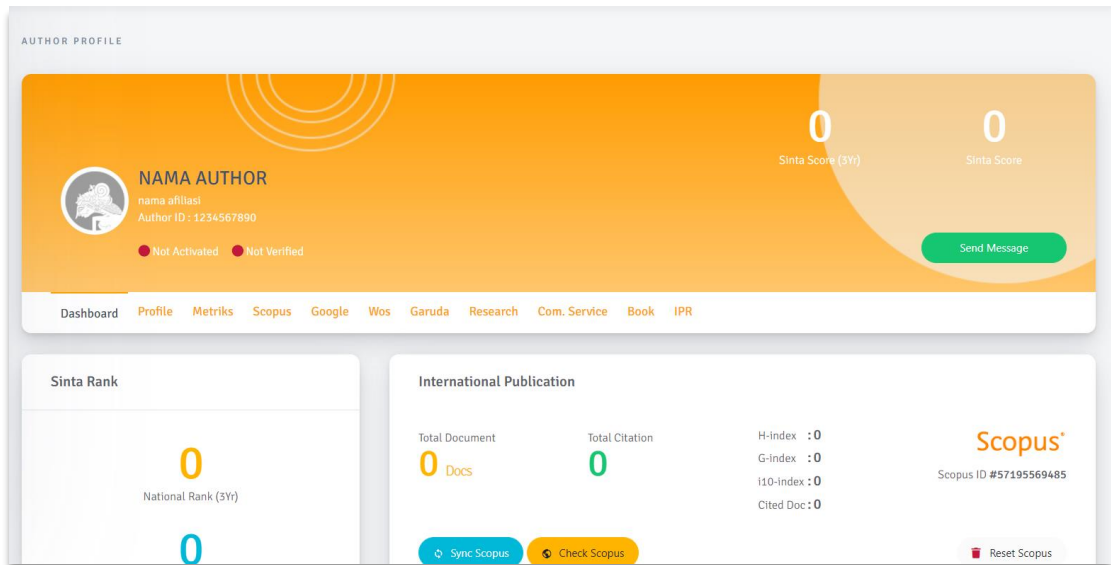 AUTHOR PROFILE
0
Sinta Score (3Yr)
0
Sinta Score
NAMA AUTHOR
nama afiliasi
Author ID : 1234567890
Not Activated Not Verified
Send Message
Dashboard Profile Metriks Scopus Google Wos Garuda Research Com. Service Book IPR
Sinta Rank
0
National Rank (3Yr)
0
International Publication
Total Document
0 Docs
Total Citation
0
H-index : 0
G-index : 0
i10-index : 0
Cited Doc : 0
Scopus®
Scopus ID #57195569485
Sync Scopus Check Scopus Reset Scopus